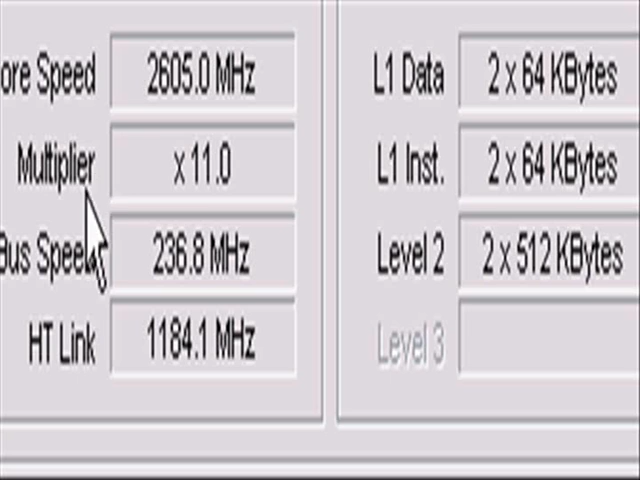 ore Speed 2605.0 MHz
Multiplier x 11.0
Bus Speed 236.8 MHz
HT Link 1184.1 MHz
L1 Data 2 x 64 KBytes
L1 Inst. 2 x 64 KBytes
Level 2 2 x 512 KBytes
Level 3